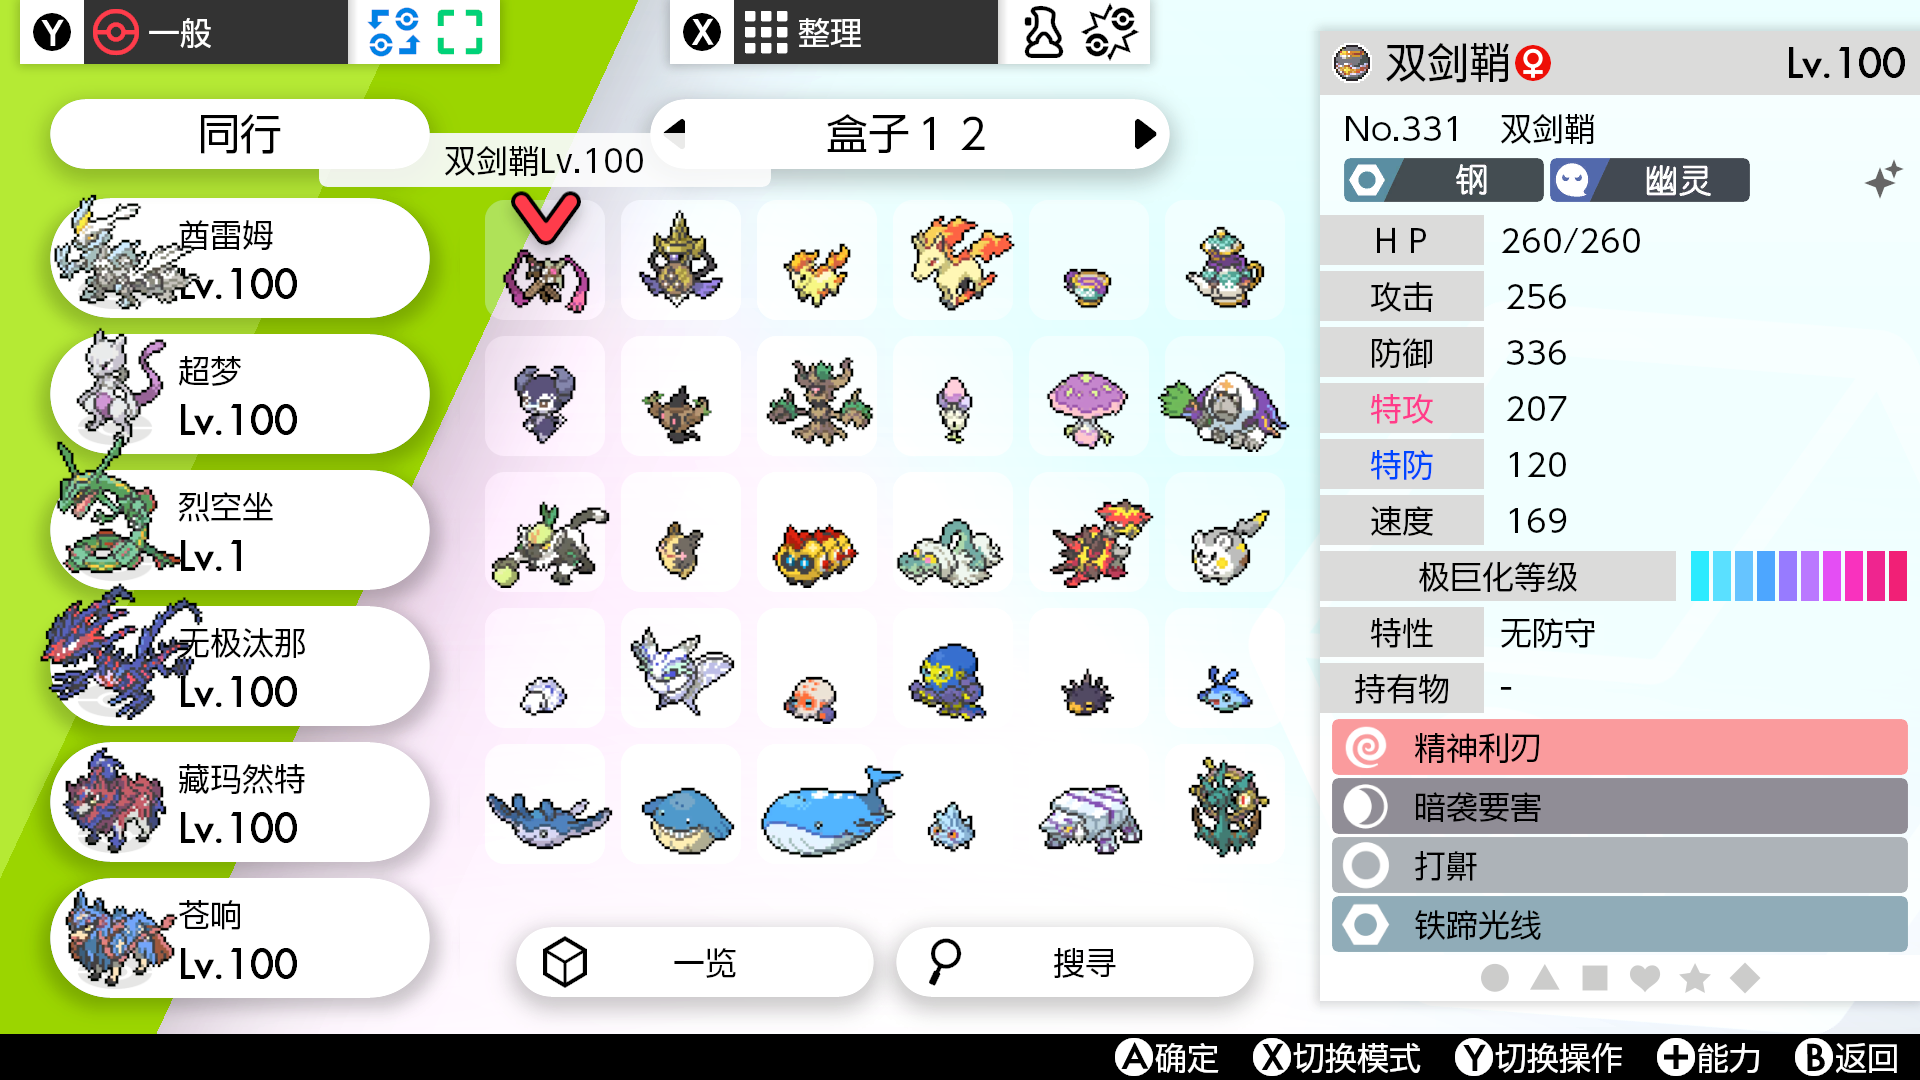 Y 一般
X 整理
同行
双剑鞘Lv.100
盒子１２
酋雷姆
Lv.100
超梦
Lv.100
烈空坐
Lv.1
无极汰那
Lv.100
藏玛然特
Lv.100
苍响
Lv.100
一览
搜寻
双剑鞘 ♀ Lv.100
No.331 双剑鞘
钢 幽灵
ＨＰ 260/260
攻击 256
防御 336
特攻 207
特防 120
速度 169
极巨化等级
特性 无防守
持有物 -
精神利刃
暗袭要害
打鼾
铁蹄光线
A确定 X切换模式 Y切换操作 +能力 B返回